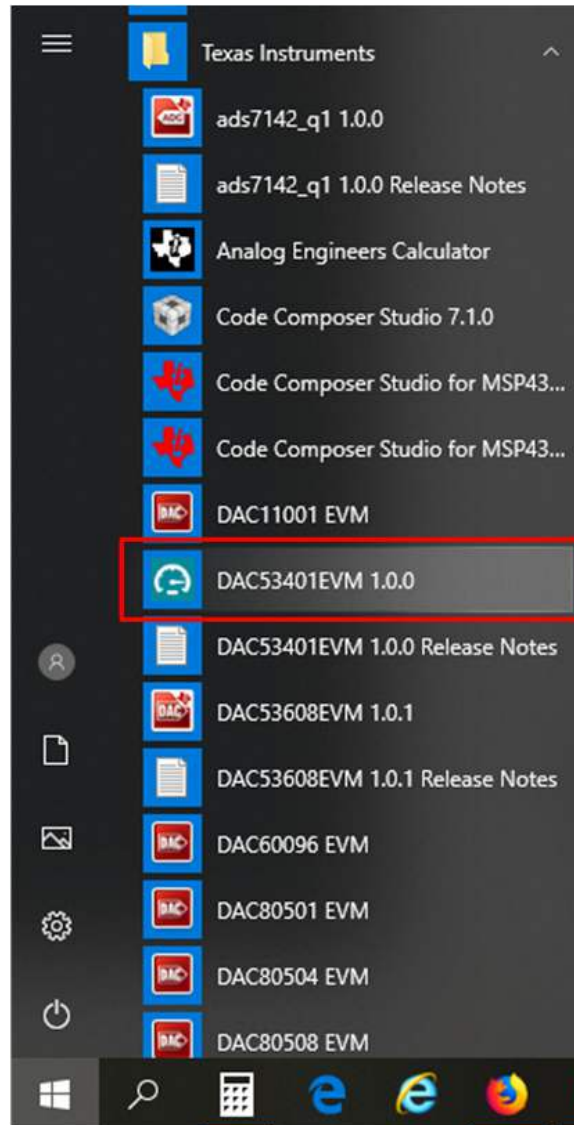 Texas Instruments
ads7142_q1 1.0.0
ads7142_q1 1.0.0 Release Notes
Analog Engineers Calculator
Code Composer Studio 7.1.0
Code Composer Studio for MSP43...
Code Composer Studio for MSP43...
DAC11001 EVM
DAC53401EVM 1.0.0
DAC53401EVM 1.0.0 Release Notes
DAC53608EVM 1.0.1
DAC53608EVM 1.0.1 Release Notes
DAC60096 EVM
DAC80501 EVM
DAC80504 EVM
DAC80508 EVM